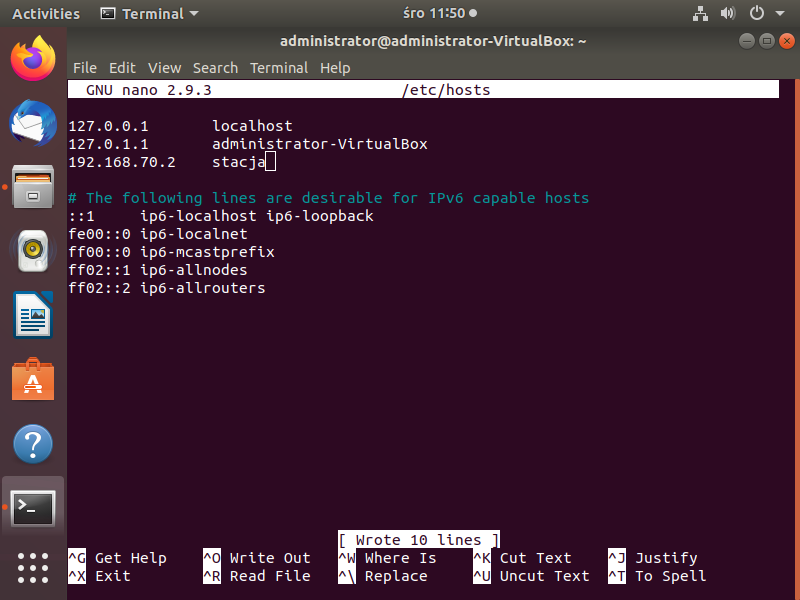 Activities Terminal śro 11:50
administrator@administrator-VirtualBox: ~
File Edit View Search Terminal Help
GNU nano 2.9.3 /etc/hosts
127.0.0.1 localhost
127.0.1.1 administrator-VirtualBox
192.168.70.2 stacja
# The following lines are desirable for IPv6 capable hosts
::1 ip6-localhost ip6-loopback
fe00::0 ip6-localnet
ff00::0 ip6-mcastprefix
ff02::1 ip6-allnodes
ff02::2 ip6-allrouters
[ Wrote 10 lines ]
^G Get Help ^O Write Out ^W Where Is ^K Cut Text ^J Justify
^X Exit ^R Read File ^\ Replace ^U Uncut Text ^T To Spell